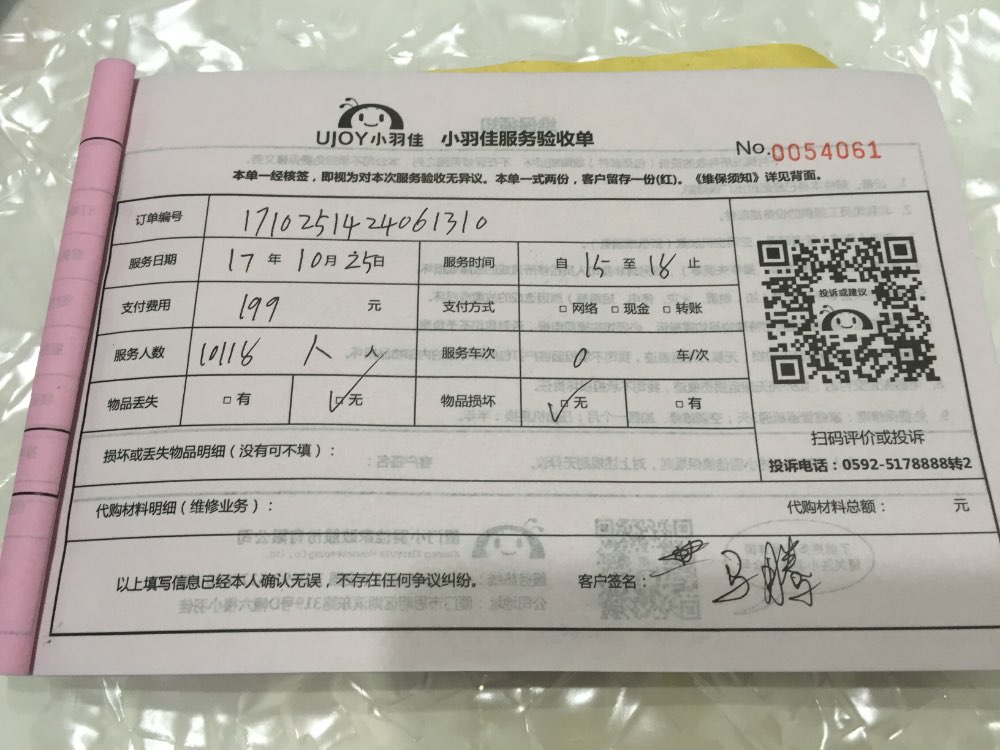 UJOY小羽佳 小羽佳服务验收单
No.0054061
本单一经核签，即视为对本次服务验收无异议。本单一式两份，客户留存一份(红)。《维保须知》详见背面。
订单编号 1710251424061310
服务日期 17 年 10 月 25 日 服务时间 自 15 至 18 止
支付费用 199 元 支付方式 □ 网络 □ 现金 □ 转账
服务人数 10118 人 服务车次 0 车/次
物品丢失 □ 有 □ 无 物品损坏 □ 无 □ 有
投诉或建议
扫码评价或投诉
投诉电话：0592-5178888转2
损坏或丢失物品明细（没有可不填）：
代购材料明细（维修业务）： 代购材料总额： 元
以上填写信息已经本人确认无误，不存在任何争议纠纷。 客户签名： 马腾